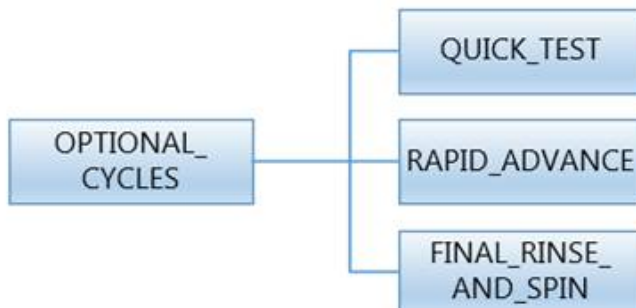 QUICK_TEST
OPTIONAL_
CYCLES
RAPID_ADVANCE
FINAL_RINSE_
AND_SPIN